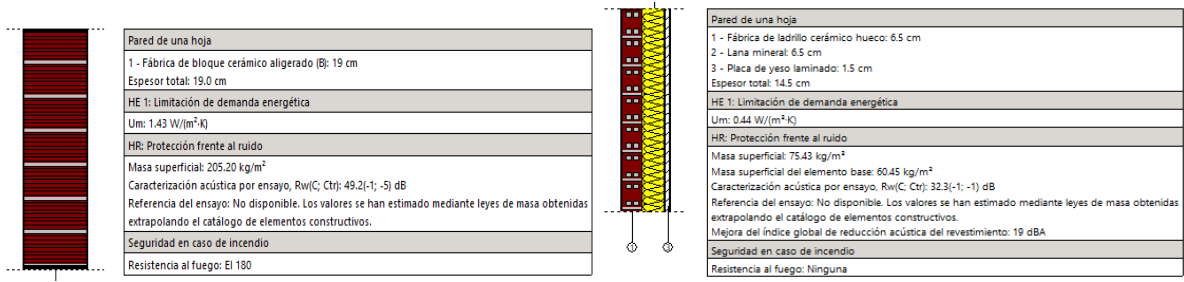 Pared de una hoja
1 - Fábrica de bloque cerámico aligerado (B): 19 cm
Espesor total: 19.0 cm
HE 1: Limitación de demanda energética
Um: 1.43 W/(m²·K)
HR: Protección frente al ruido
Masa superficial: 205.20 kg/m²
Caracterización acústica por ensayo, Rw(C; Ctr): 49.2(-1; -5) dB
Referencia del ensayo: No disponible. Los valores se han estimado mediante leyes de masa obtenidas
extrapolando el catálogo de elementos constructivos.
Seguridad en caso de incendio
Resistencia al fuego: EI 180
1
3
Pared de una hoja
1 - Fábrica de ladrillo cerámico hueco: 6.5 cm
2 - Lana mineral: 6.5 cm
3 - Placa de yeso laminado: 1.5 cm
Espesor total: 14.5 cm
HE 1: Limitación de demanda energética
Um: 0.44 W/(m²·K)
HR: Protección frente al ruido
Masa superficial: 75.43 kg/m²
Masa superficial del elemento base: 60.45 kg/m²
Caracterización acústica por ensayo, Rw(C; Ctr): 32.3(-1; -1) dB
Referencia del ensayo: No disponible. Los valores se han estimado mediante leyes de masa obtenidas
extrapolando el catálogo de elementos constructivos.
Mejora del índice global de reducción acústica del revestimiento: 19 dBA
Seguridad en caso de incendio
Resistencia al fuego: Ninguna